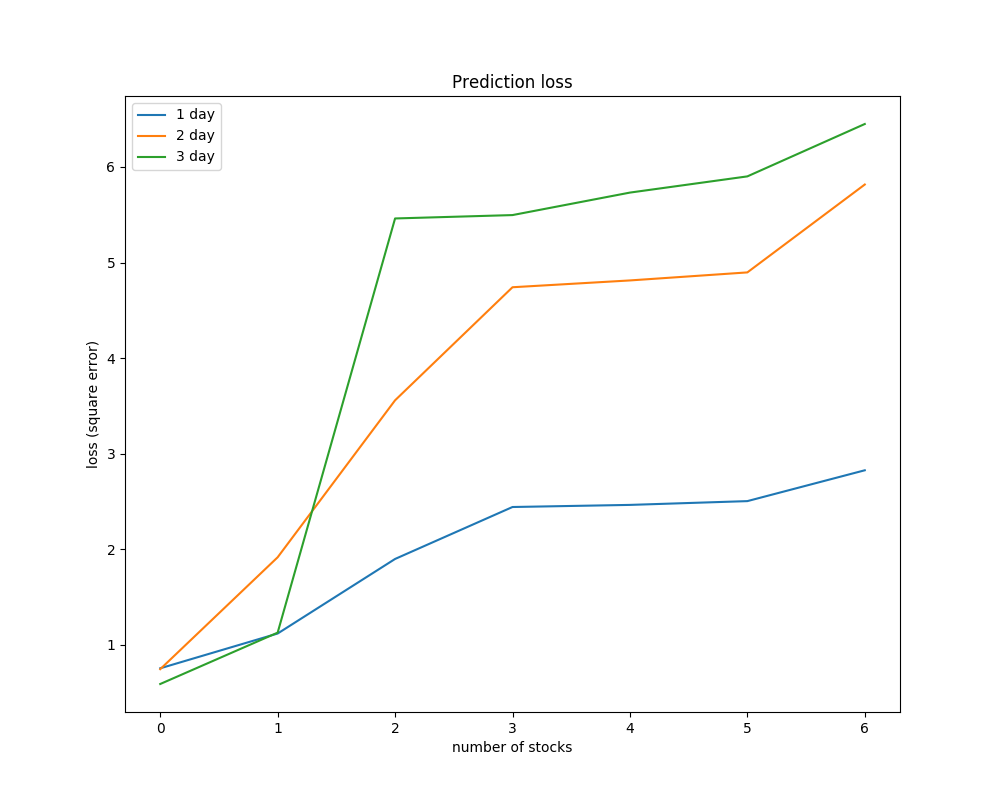 Prediction loss
1 day
2 day
3 day
6
5
4
3
2
1
loss (square error)
0 1 2 3 4 5 6
number of stocks